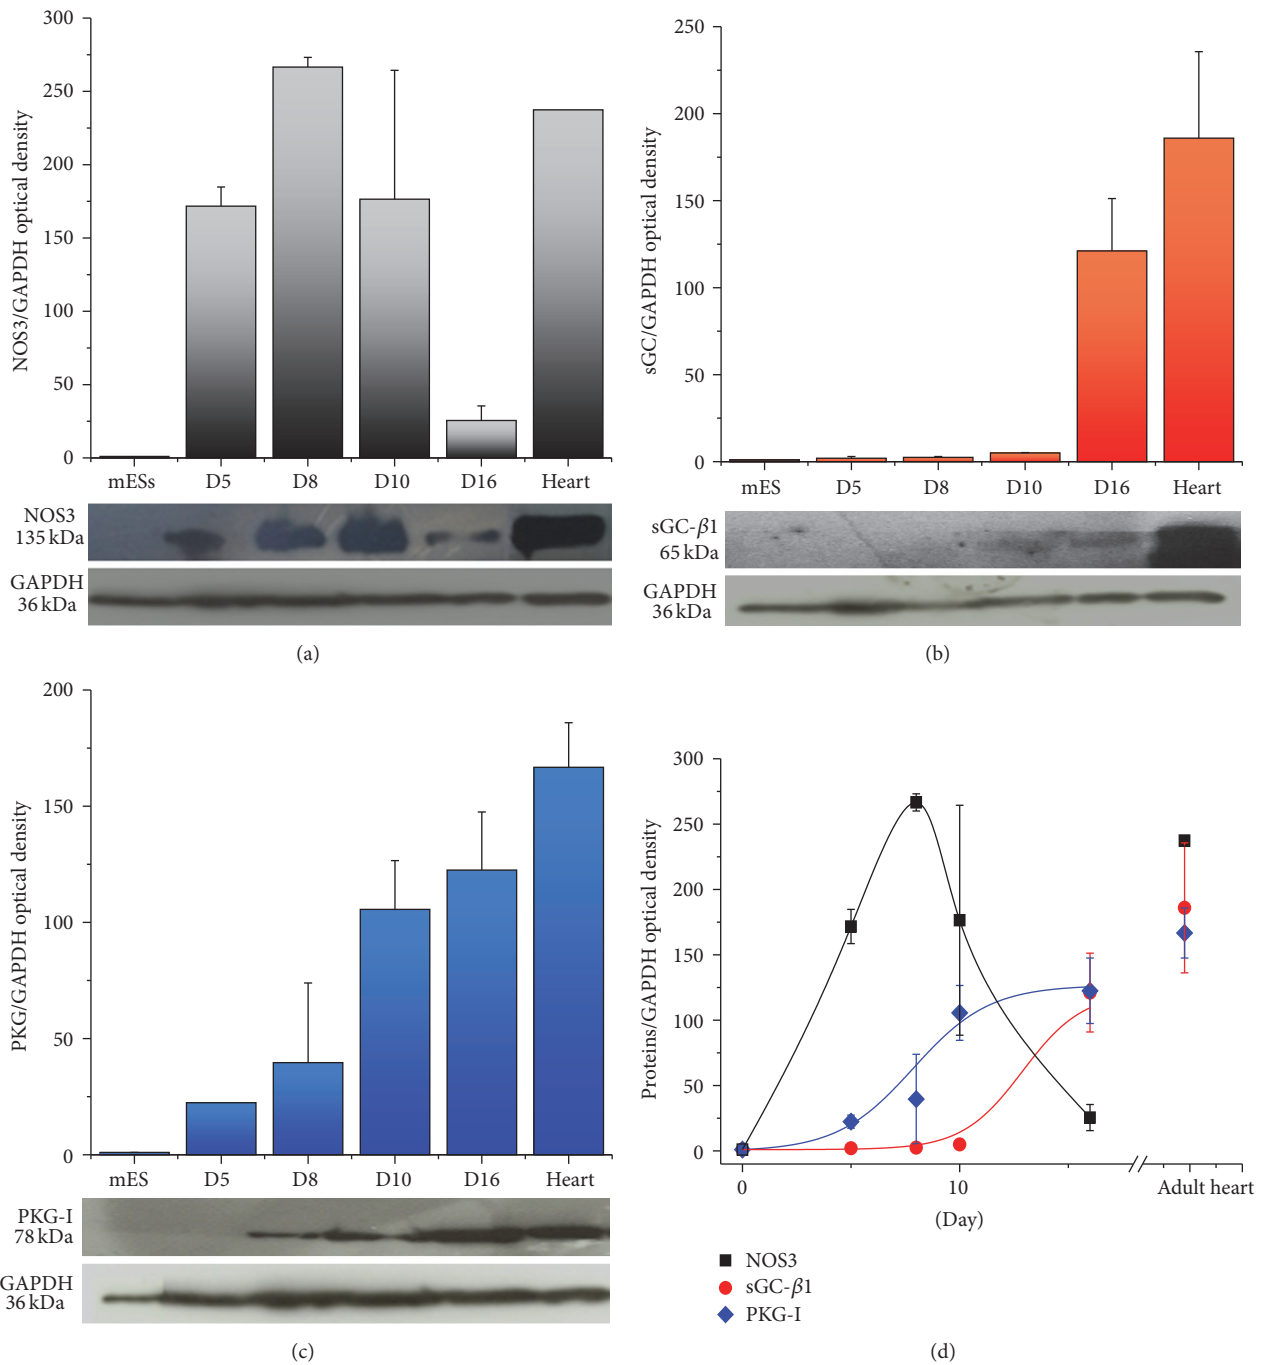 300
250
200
150
100
50
0
NOS3/GAPDH optical density
mESs D5 D8 D10 D16 Heart
NOS3
135 kDa
GAPDH
36 kDa
(a)
250
200
150
100
50
0
sGC/GAPDH optical density
mES D5 D8 D10 D16 Heart
sGC-β1
65 kDa
GAPDH
36 kDa
(b)
200
150
100
50
0
PKG/GAPDH optical density
mES D5 D8 D10 D16 Heart
PKG-I
78 kDa
GAPDH
36 kDa
(c)
300
250
200
150
100
50
0
Proteins/GAPDH optical density
0 10 Adult heart
(Day)
NOS3
sGC-β1
PKG-I
(d)